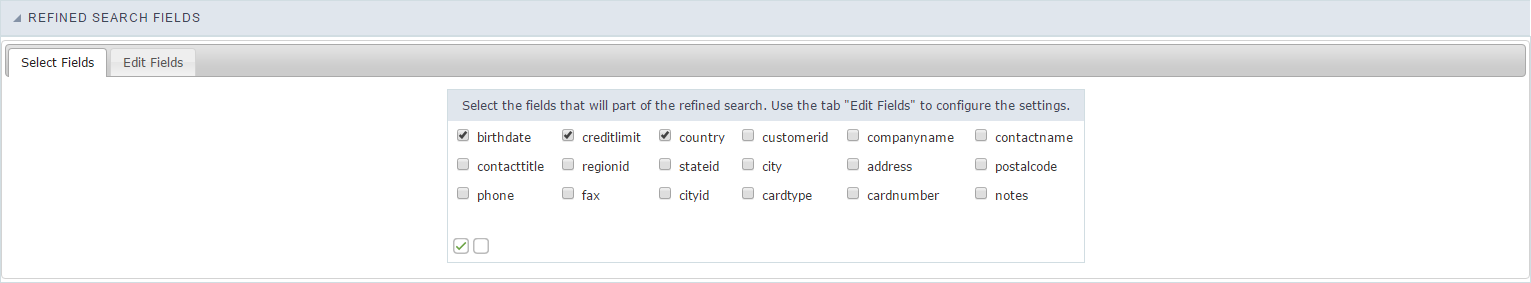 REFINED SEARCH FIELDS
Select Fields Edit Fields
Select the fields that will part of the refined search. Use the tab "Edit Fields" to configure the settings.
birthdate creditlimit country customerid companyname contactname
contacttitle regionid stateid city address postalcode
phone fax cityid cardtype cardnumber notes